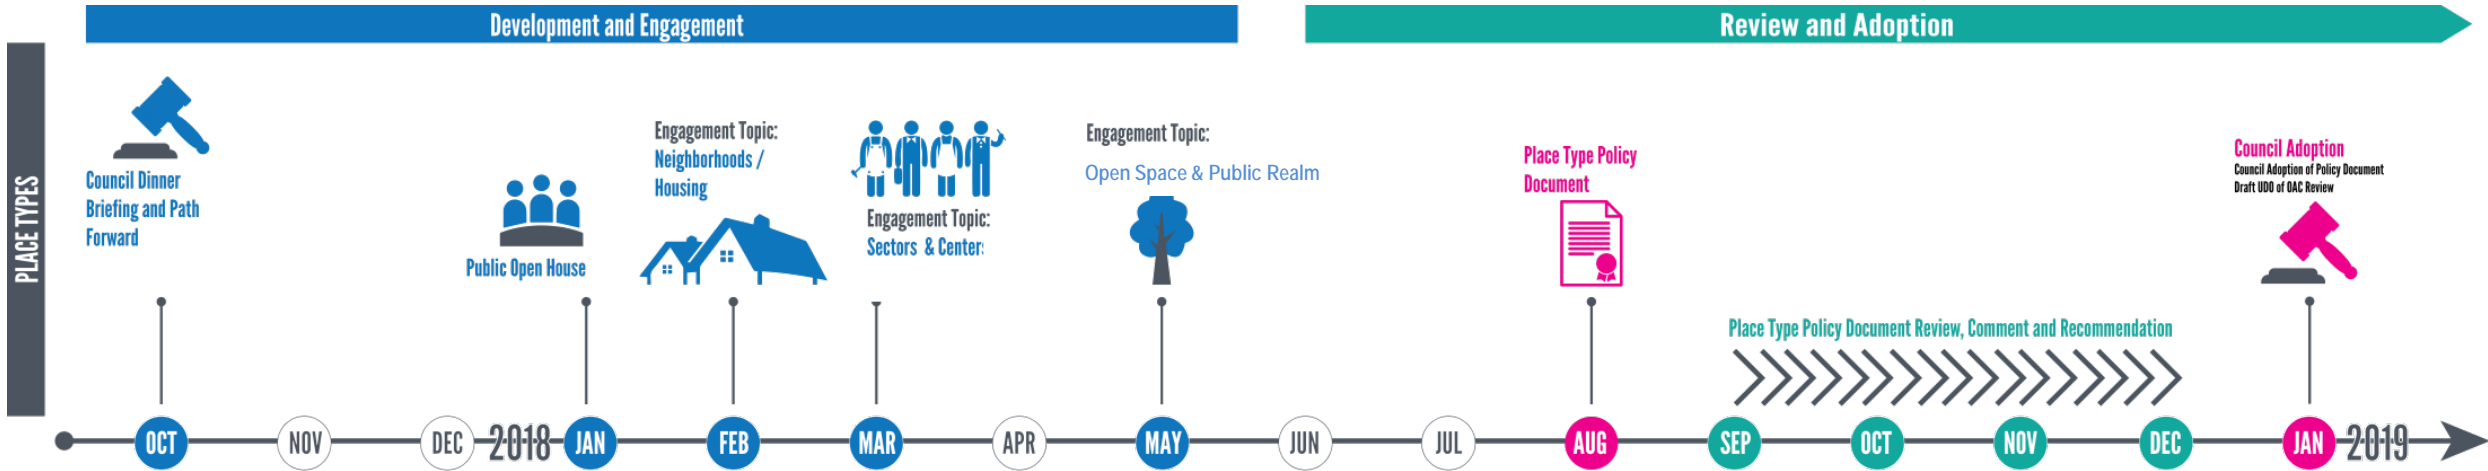 Development and Engagement
Review and Adoption
PLACE TYPES
Council Dinner
Briefing and Path
Forward
Public Open House
Engagement Topic:
Neighborhoods /
Housing
Engagement Topic:
Sectors & Center
Engagement Topic:
Open Space & Public Realm
Place Type Policy
Document
Place Type Policy Document Review, Comment and Recommendation
Council Adoption
Council Adoption of Policy Document
Draft UDO of OAC Review
OCT NOV DEC 2018 JAN FEB MAR APR MAY JUN JUL AUG SEP OCT NOV DEC JAN 2019